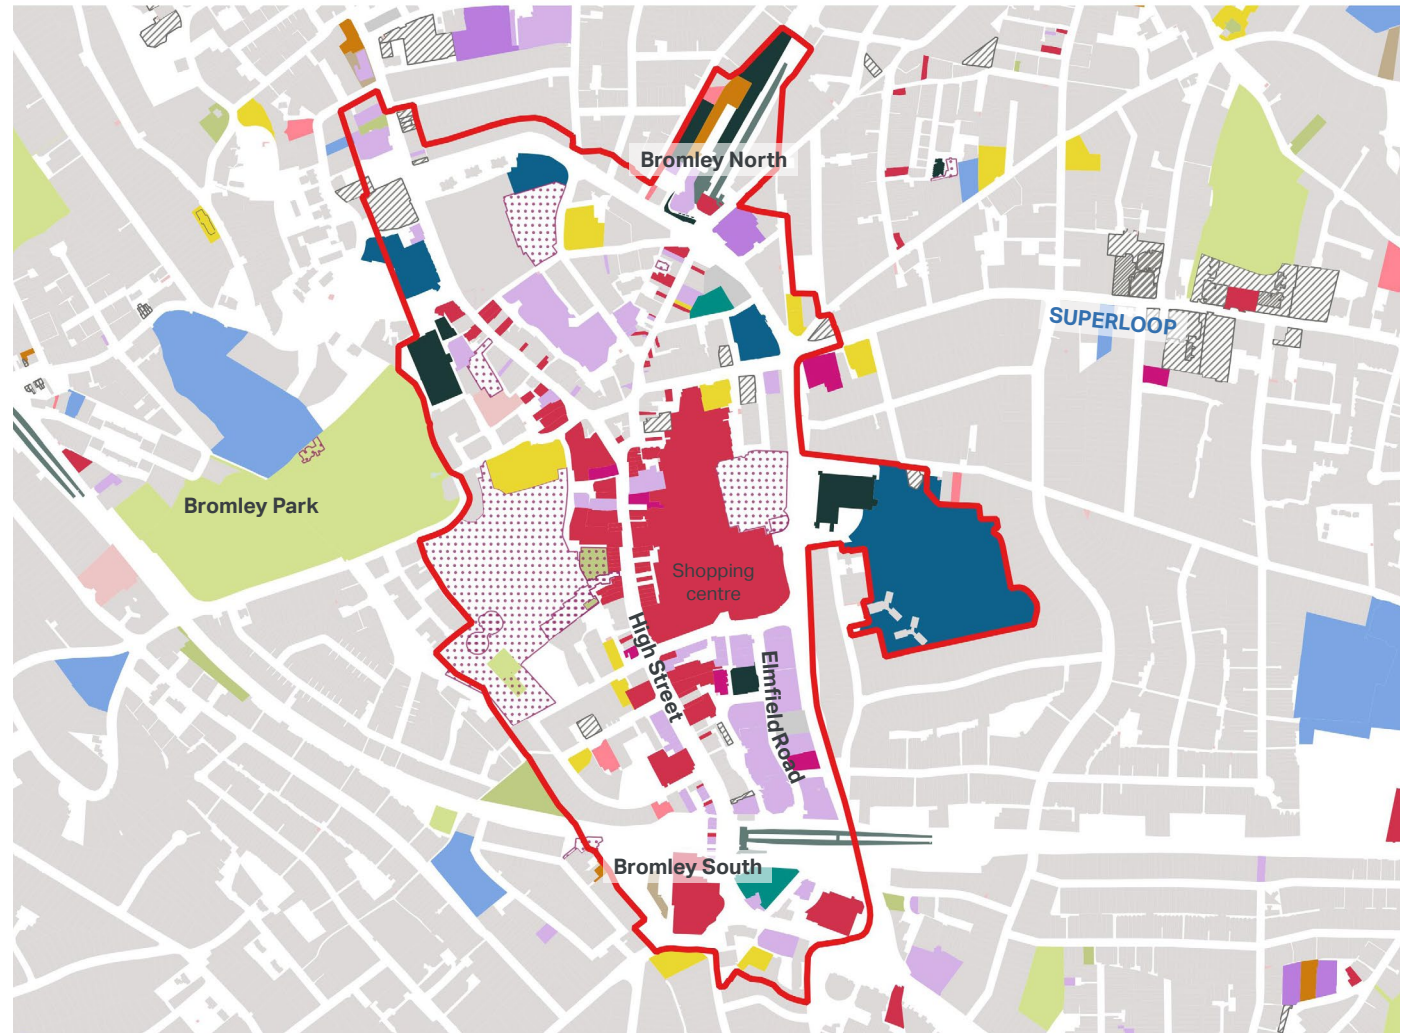 Bromley North
SUPERLOOP
Bromley Park
Shopping
centre
High Street
Elmfield Road
Bromley South